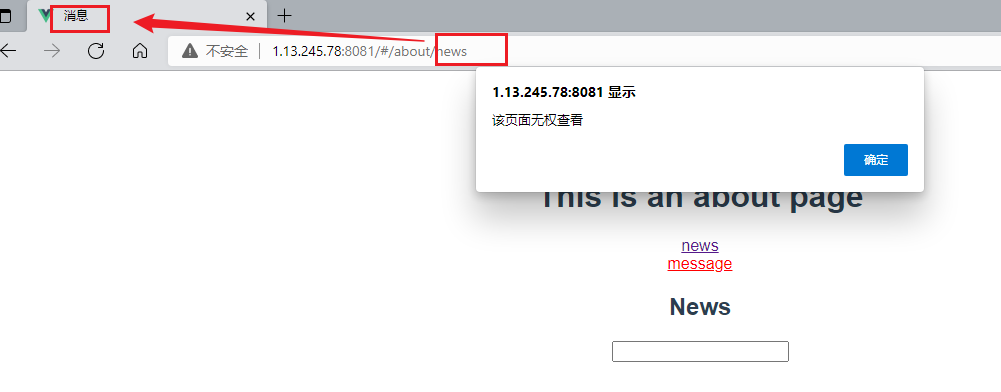 消息
不安全 1.13.245.78:8081/#/about/news
1.13.245.78:8081 显示
该页面无权查看
确定
This is an about page
news
message
News